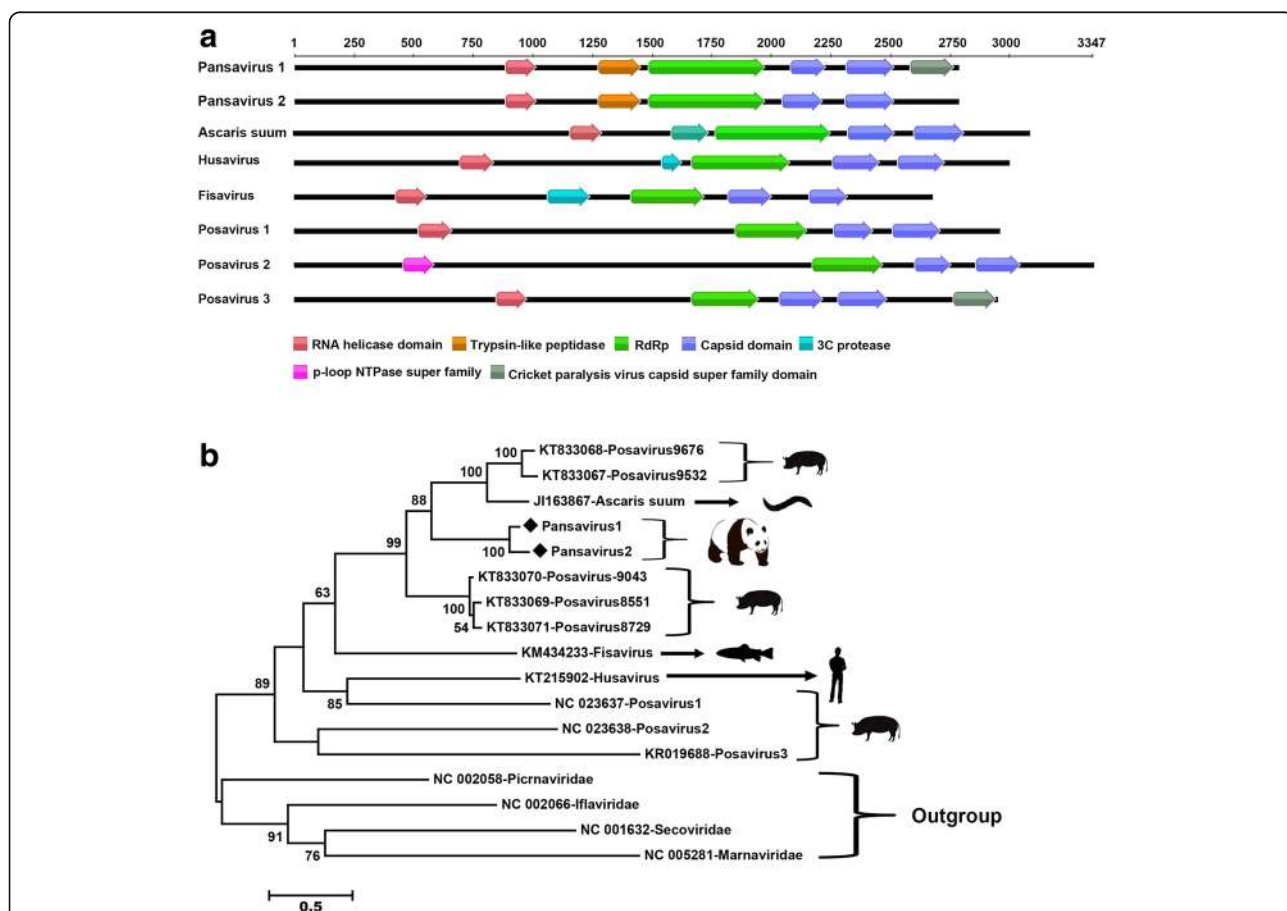 a
1 250 500 750 1000 1250 1500 1750 2000 2250 2500 2750 3000 3347
Pansavirus 1
Pansavirus 2
Ascaris suum
Husavirus
Fisavirus
Posavirus 1
Posavirus 2
Posavirus 3
RNA helicase domain Trypsin-like peptidase RdRp Capsid domain 3C protease
p-loop NTPase super family Cricket paralysis virus capsid super family domain
b
KT833068-Posavirus9676
100
100
KT833067-Posavirus9532
88
JI163867-Ascaris suum
Pansavirus1
99
100
Pansavirus2
KT833070-Posavirus-9043
63
100
KT833069-Posavirus8551
54
KT833071-Posavirus8729
KM434233-Fisavirus
89
KT215902-Husavirus
85
NC 023637-Posavirus1
NC 023638-Posavirus2
KR019688-Posavirus3
NC 002058-Picrnaviridae
NC 002066-Iflaviridae
91
Outgroup
NC 001632-Secoviridae
76
NC 005281-Marnaviridae
0.5